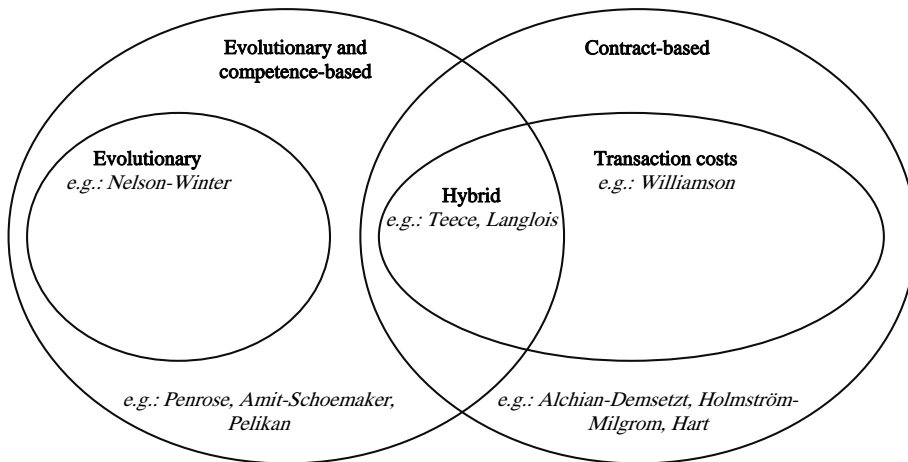 Evolutionary and
competence-based
Contract-based
Evolutionary
e.g.: Nelson-Winter
Transaction costs
e.g.: Williamson
Hybrid
e.g.: Teece, Langlois
e.g.: Penrose, Amit-Schoemaker,
Pelikan
e.g.: Alchian-Demsetzt, Holmström-
Milgrom, Hart